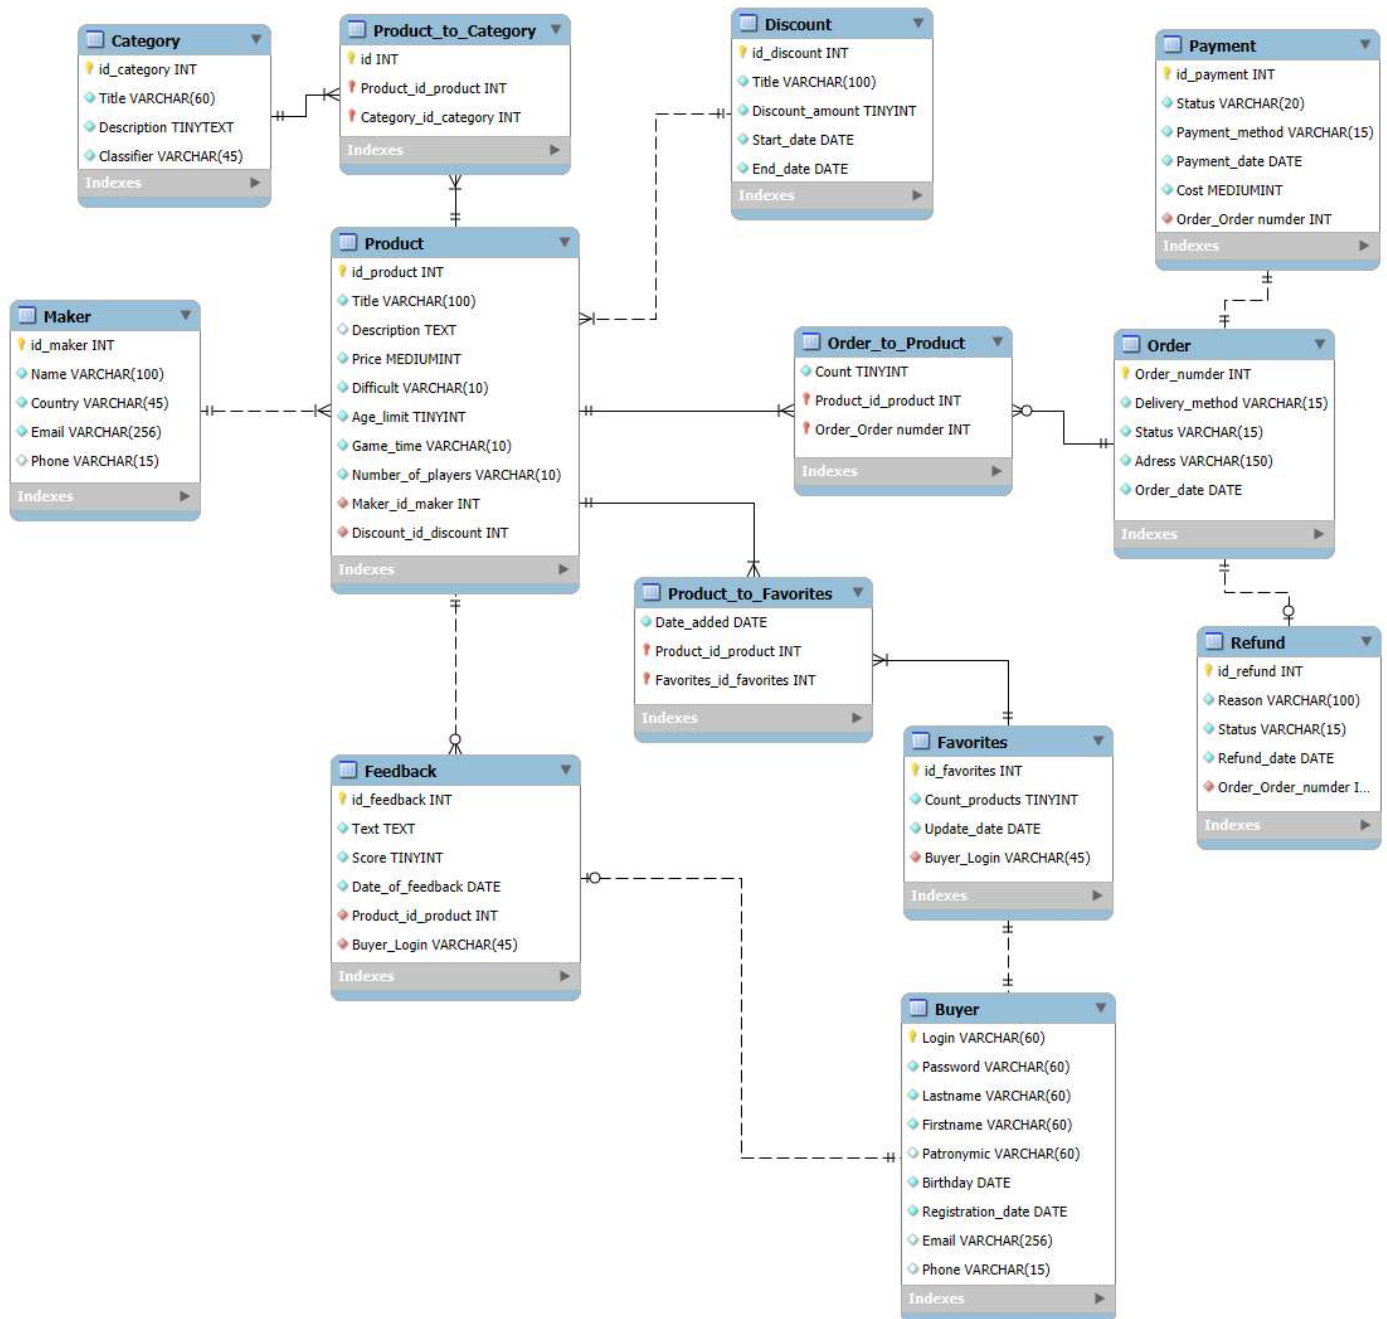 Category
id_category INT
Title VARCHAR(60)
Description TINYTEXT
Classifier VARCHAR(45)
Indexes
Product_to_Category
id INT
Product_id_product INT
Category_id_category INT
Indexes
Discount
id_discount INT
Title VARCHAR(100)
Discount_amount TINYINT
Start_date DATE
End_date DATE
Indexes
Payment
id_payment INT
Status VARCHAR(20)
Payment_method VARCHAR(15)
Payment_date DATE
Cost MEDIUMINT
Order_Order numder INT
Indexes
Maker
id_maker INT
Name VARCHAR(100)
Country VARCHAR(45)
Email VARCHAR(256)
Phone VARCHAR(15)
Indexes
Product
id_product INT
Title VARCHAR(100)
Description TEXT
Price MEDIUMINT
Difficult VARCHAR(10)
Age_limit TINYINT
Game_time VARCHAR(10)
Number_of_players VARCHAR(10)
Maker_id_maker INT
Discount_id_discount INT
Indexes
Order_to_Product
Count TINYINT
Product_id_product INT
Order_Order numder INT
Indexes
Order
Order_numder INT
Delivery_method VARCHAR(15)
Status VARCHAR(15)
Adress VARCHAR(150)
Order_date DATE
Indexes
Product_to_Favorites
Date_added DATE
Product_id_product INT
Favorites_id_favorites INT
Indexes
Refund
id_refund INT
Reason VARCHAR(100)
Status VARCHAR(15)
Refund_date DATE
Order_Order_numder I...
Indexes
Feedback
id_feedback INT
Text TEXT
Score TINYINT
Date_of_feedback DATE
Product_id_product INT
Buyer_Login VARCHAR(45)
Indexes
Favorites
id_favorites INT
Count_products TINYINT
Update_date DATE
Buyer_Login VARCHAR(45)
Indexes
Buyer
Login VARCHAR(60)
Password VARCHAR(60)
Lastname VARCHAR(60)
Firstname VARCHAR(60)
Patronymic VARCHAR(60)
Birthday DATE
Registration_date DATE
Email VARCHAR(256)
Phone VARCHAR(15)
Indexes